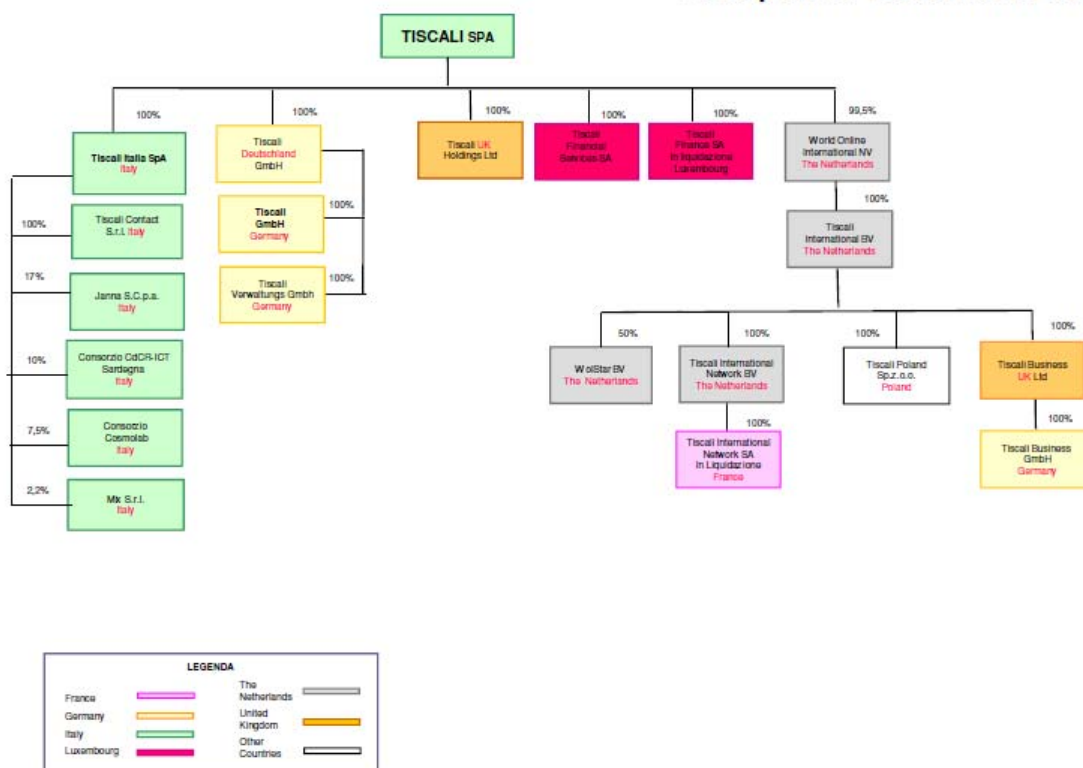 TISCALI SPA
100%
100%
100%
100%
100%
99,5%
Tiscali Italia SpA
Italy
Tiscali
Deutschland
GmbH
Tiscali UK
Holdings Ltd
Tiscali
Financial
Services SA
Tiscali
Finance SA
in liquidazione
Luxembourg
World Online
International NV
The Netherlands
100%
Tiscali Contact
S.r.l. Italy
100%
Tiscali
GmbH
Germany
100%
Tiscali
International BV
The Netherlands
17%
Janna S.C.p.a.
Italy
100%
Tiscali
Verwaltungs Gmbh
Germany
10%
Consorzio CdCR-ICT
Sardegna
Italy
50%
100%
100%
100%
WolStar BV
The Netherlands
Tiscali International
Network BV
The Netherlands
Tiscali Poland
Sp.z.o.o.
Poland
Tiscali Business
UK Ltd
7,5%
Consorzio
Cosmolab
Italy
100%
100%
Tiscali International
Network SA
In Liquidazione
France
Tiscali Business
GmbH
Germany
2,2%
Mix S.r.l.
Italy
LEGENDA
France
Germany
Italy
Luxembourg
The
Netherlands
United
Kingdom
Other
Countries